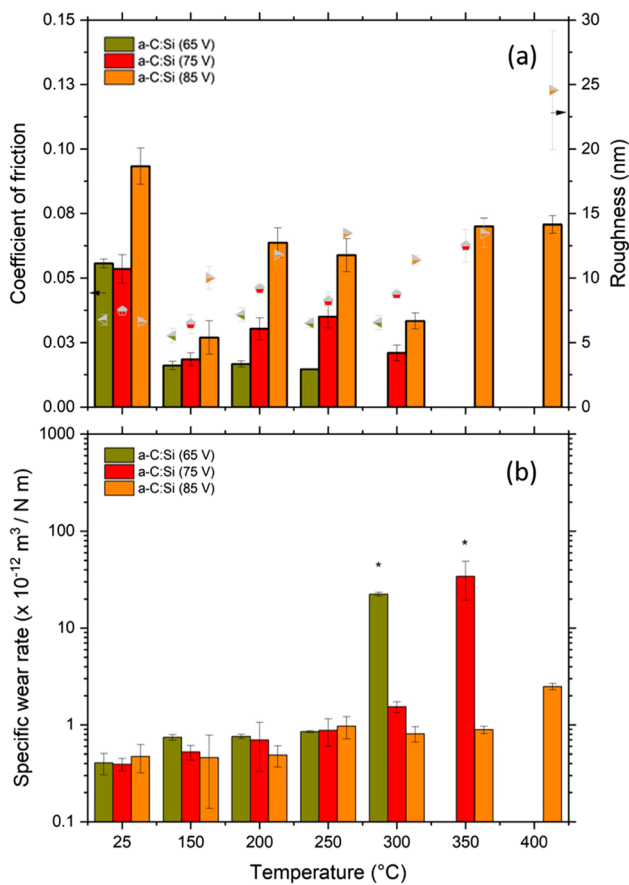 0.15
0.13
0.10
0.08
0.05
0.03
0.00
Coefficient of friction
a-C:Si (65 V)
a-C:Si (75 V)
a-C:Si (85 V)
(a)
30
25
20
15
10
5
0
Roughness (nm)
1000
100
10
1
0.1
Specific wear rate (x 10⁻¹² m³ / N m)
a-C:Si (65 V)
a-C:Si (75 V)
a-C:Si (85 V)
(b)
* *
25 150 200 250 300 350 400
Temperature (°C)